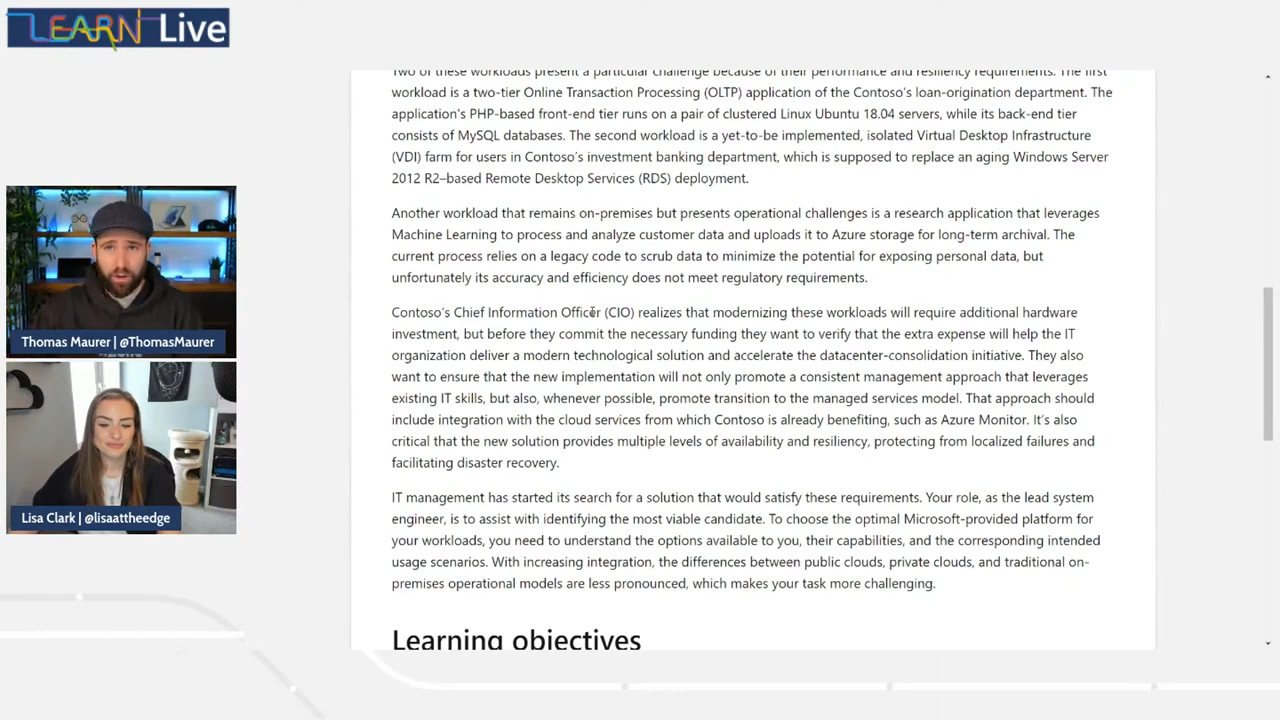 LEARN Live
Two of these workloads present a particular challenge because of their performance and resiliency requirements. The first
workload is a two-tier Online Transaction Processing (OLTP) application of the Contoso's loan-origination department. The
application's PHP-based front-end tier runs on a pair of clustered Linux Ubuntu 18.04 servers, while its back-end tier
consists of MySQL databases. The second workload is a yet-to-be implemented, isolated Virtual Desktop Infrastructure
(VDI) farm for users in Contoso's investment banking department, which is supposed to replace an aging Windows Server
2012 R2–based Remote Desktop Services (RDS) deployment.
Another workload that remains on-premises but presents operational challenges is a research application that leverages
Machine Learning to process and analyze customer data and uploads it to Azure storage for long-term archival. The
current process relies on a legacy code to scrub data to minimize the potential for exposing personal data, but
unfortunately its accuracy and efficiency does not meet regulatory requirements.
Contoso's Chief Information Officer (CIO) realizes that modernizing these workloads will require additional hardware
investment, but before they commit the necessary funding they want to verify that the extra expense will help the IT
organization deliver a modern technological solution and accelerate the datacenter-consolidation initiative. They also
want to ensure that the new implementation will not only promote a consistent management approach that leverages
existing IT skills, but also, whenever possible, promote transition to the managed services model. That approach should
include integration with the cloud services from which Contoso is already benefiting, such as Azure Monitor. It's also
critical that the new solution provides multiple levels of availability and resiliency, protecting from localized failures and
facilitating disaster recovery.
IT management has started its search for a solution that would satisfy these requirements. Your role, as the lead system
engineer, is to assist with identifying the most viable candidate. To choose the optimal Microsoft-provided platform for
your workloads, you need to understand the options available to you, their capabilities, and the corresponding intended
usage scenarios. With increasing integration, the differences between public clouds, private clouds, and traditional on-
premises operational models are less pronounced, which makes your task more challenging.
Learning objectives
Thomas Maurer | @ThomasMaurer
Lisa Clark | @lisaattheedge